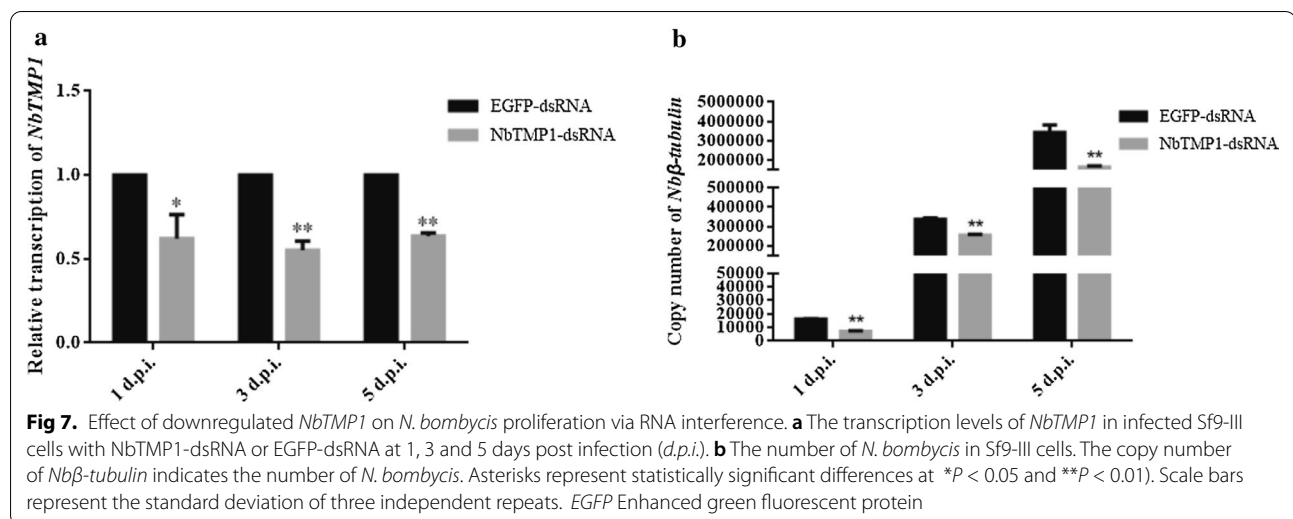 a
Relative transcription of NbTMP1
1.5
1.0
0.5
0.0
1 d.p.i.
3 d.p.i.
5 d.p.i.
*
**
**
EGFP-dsRNA
NbTMP1-dsRNA
b
Copy number of Nbβ-tubulin
5000000
4000000
3000000
2000000
1000000
500000
400000
300000
200000
100000
50000
40000
30000
20000
10000
0
1 d.p.i.
3 d.p.i.
5 d.p.i.
**
**
**
EGFP-dsRNA
NbTMP1-dsRNA
Fig 7. Effect of downregulated NbTMP1 on N. bombycis proliferation via RNA interference. a The transcription levels of NbTMP1 in infected Sf9-III
cells with NbTMP1-dsRNA or EGFP-dsRNA at 1, 3 and 5 days post infection (d.p.i.). b The number of N. bombycis in Sf9-III cells. The copy number
of Nbβ-tubulin indicates the number of N. bombycis. Asterisks represent statistically significant differences at *P < 0.05 and **P < 0.01). Scale bars
represent the standard deviation of three independent repeats. EGFP Enhanced green fluorescent protein